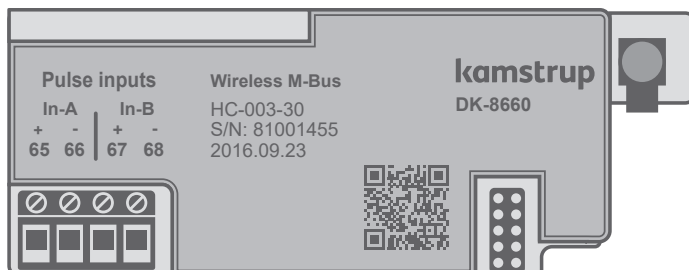 Pulse inputs
In-A In-B
+ - + -
65 66 67 68
Wireless M-Bus
HC-003-30
S/N: 81001455
2016.09.23
kamstrup
DK-8660